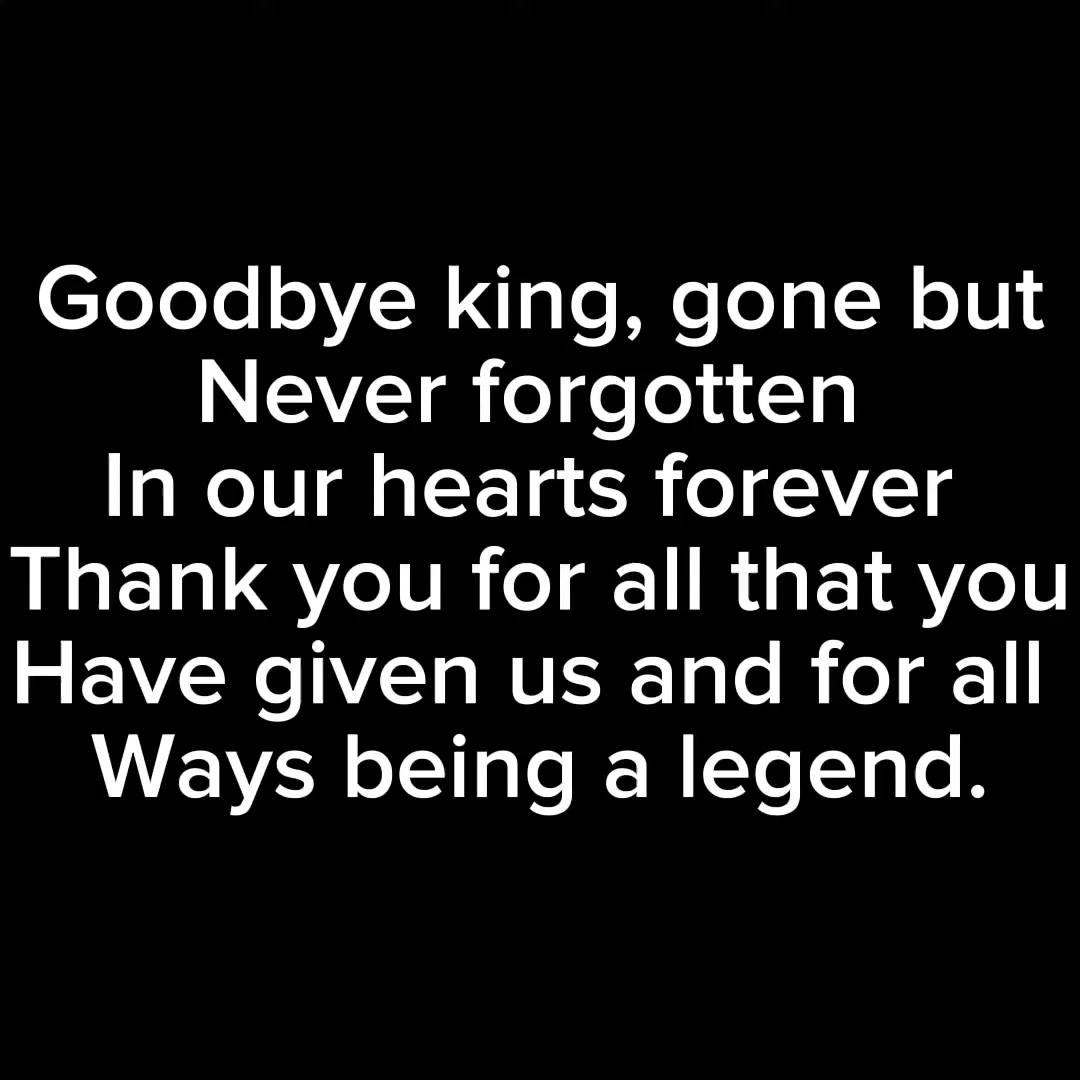 Goodbye king, gone but
Never forgotten
In our hearts forever
Thank you for all that you
Have given us and for all
Ways being a legend.